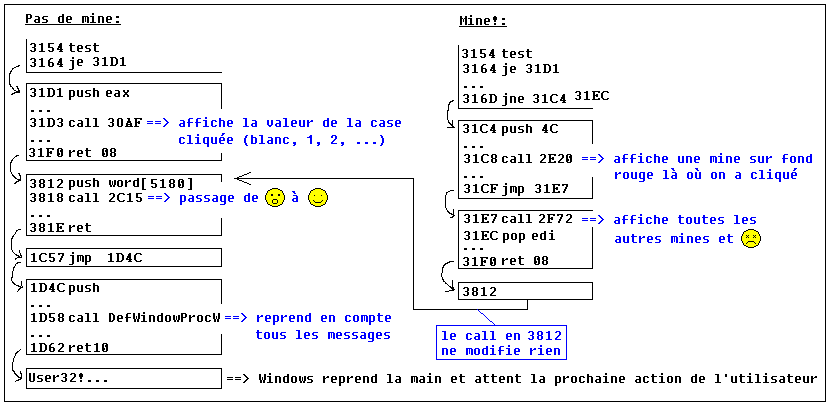 Pas de mine:
3154 test
3164 je 31D1
31D1 push eax
...
31D3 call 30AF ==> affiche la valeur de la case
cliquée (blanc, 1, 2, ...)
...
31F0 ret 08
3812 push word[5180]
3818 call 2C15 ==> passage de à
...
381E ret
1C57 jmp 1D4C
1D4C push
...
1D58 call DefWindowProcW ==> reprend en compte
tous les messages
...
1D62 ret10
User32!... ==> Windows reprend la main et attent la prochaine action de l'utilisateur
Mine!:
3154 test
3164 je 31D1
...
316D jne 31C4 31EC
31C4 push 4C
...
31C8 call 2E20 ==> affiche une mine sur fond
rouge là où on a cliqué
...
31CF jmp 31E7
31E7 call 2F72 ==> affiche toutes les
autres mines et
31EC pop edi
...
31F0 ret 08
3812
le call en 3812
ne modifie rien